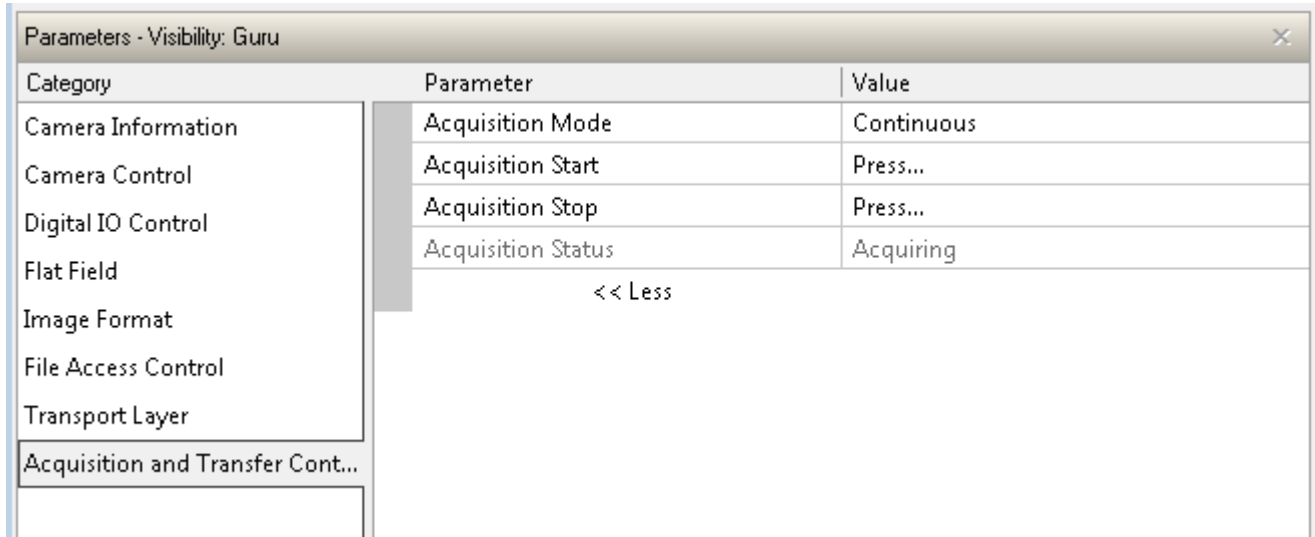 Parameters - Visibility: Guru
Category Parameter Value
Camera Information
Camera Control
Digital IO Control
Flat Field
Image Format
File Access Control
Transport Layer
Acquisition and Transfer Cont...
Acquisition Mode Continuous
Acquisition Start Press...
Acquisition Stop Press...
Acquisition Status Acquiring
<< Less